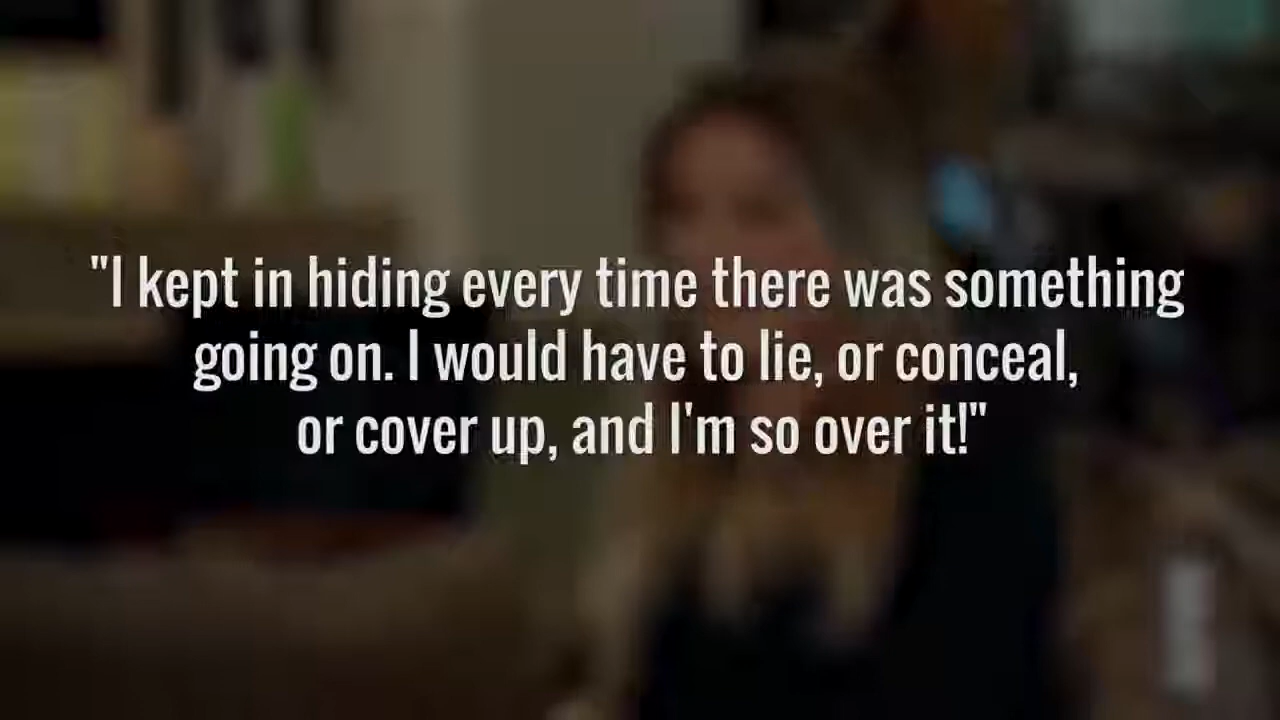 "I kept in hiding every time there was something
going on. I would have to lie, or conceal,
or cover up, and I'm so over it!"